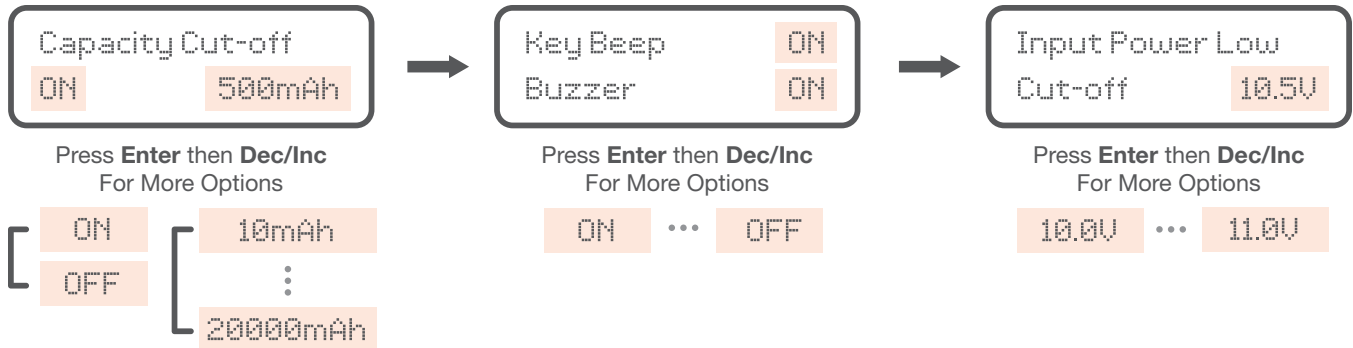 Capacity Cut-off
ON 500mAh
Press Enter then Dec/Inc
For More Options
ON
OFF
10mAh
20000mAh
Key Beep ON
Buzzer ON
Press Enter then Dec/Inc
For More Options
ON ••• OFF
Input Power Low
Cut-off 10.5V
Press Enter then Dec/Inc
For More Options
10.0V ••• 11.0V